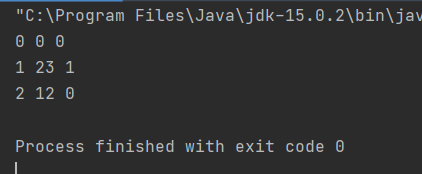 "C:\Program Files\Java\jdk-15.0.2\bin\jav
0 0 0
1 23 1
2 12 0
Process finished with exit code 0